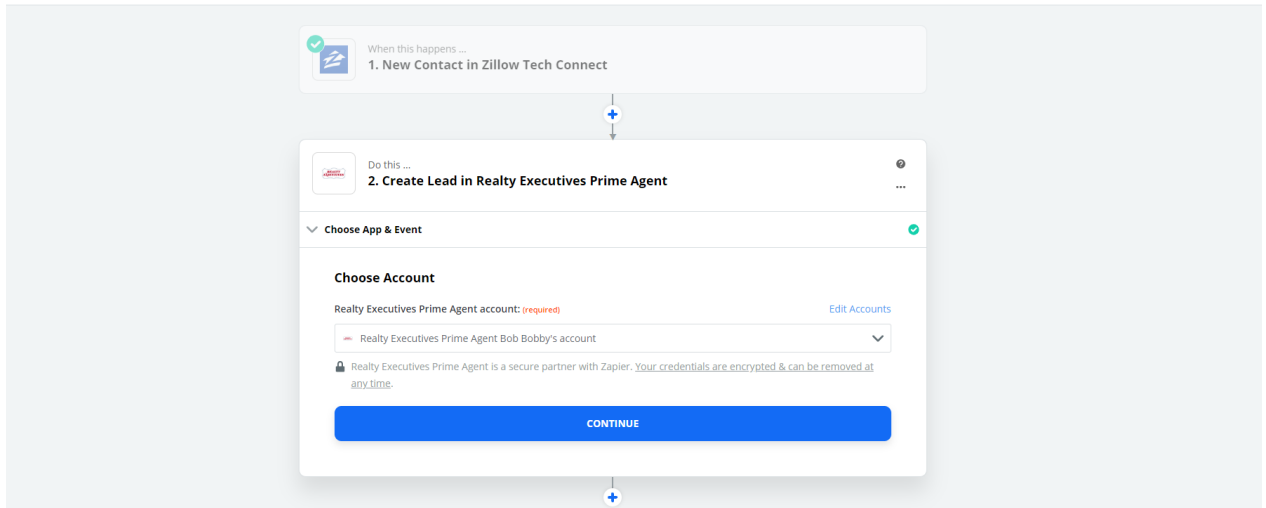 When this happens ...
1. New Contact in Zillow Tech Connect
Do this ...
2. Create Lead in Realty Executives Prime Agent
Choose App & Event
Choose Account
Realty Executives Prime Agent account: (required)
Edit Accounts
Realty Executives Prime Agent Bob Bobby's account
Realty Executives Prime Agent is a secure partner with Zapier. Your credentials are encrypted & can be removed at
any time.
CONTINUE